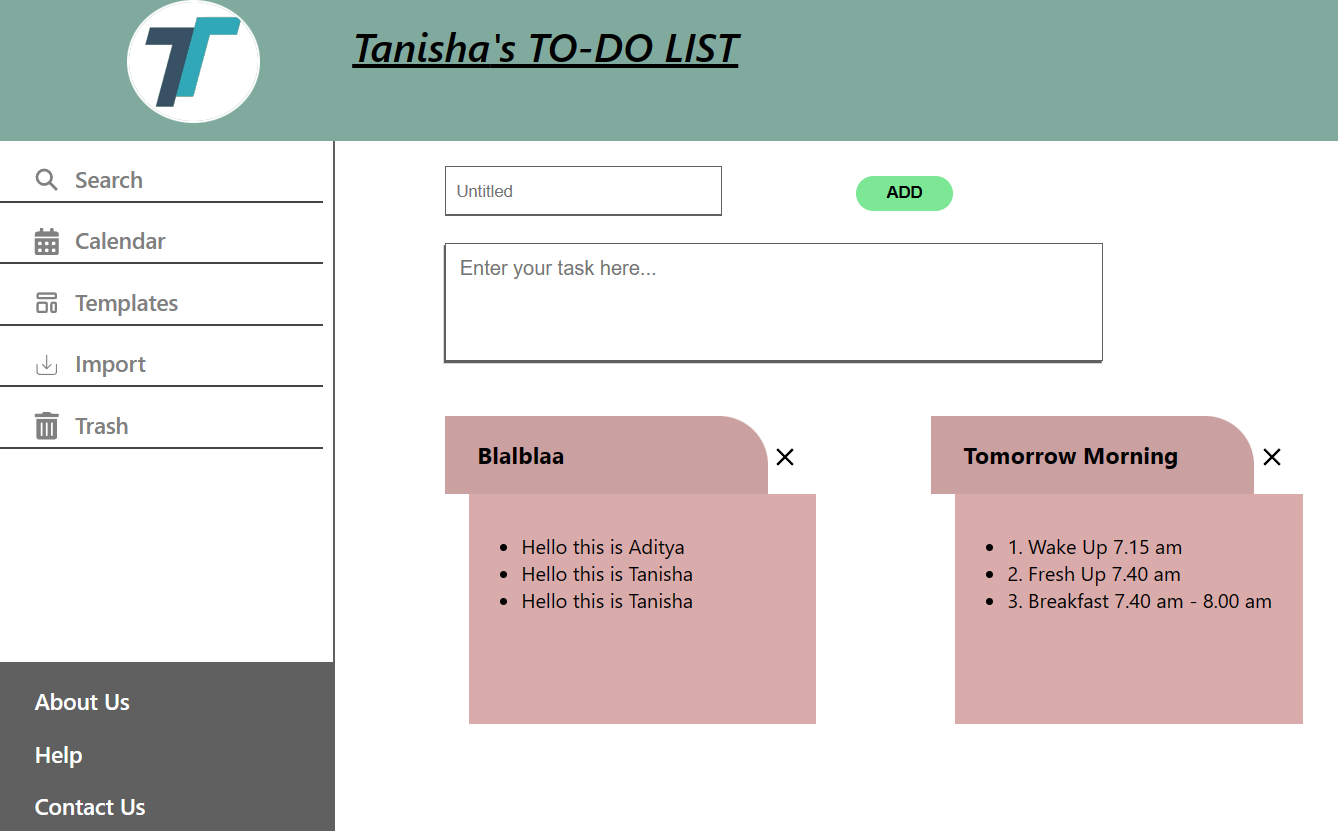 Tanisha's TO-DO LIST
Search
Calendar
Templates
Import
Trash
About Us
Help
Contact Us
Untitled
ADD
Enter your task here...
Blalblaa
Hello this is Aditya
Hello this is Tanisha
Hello this is Tanisha
Tomorrow Morning
1. Wake Up 7.15 am
2. Fresh Up 7.40 am
3. Breakfast 7.40 am - 8.00 am